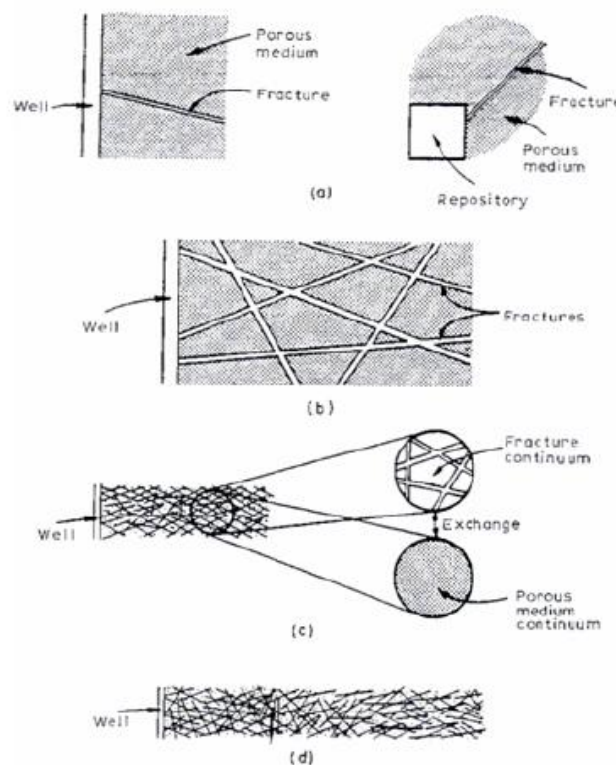 Porous
medium
Well
Fracture
Fracture
Porous
medium
Repository
(a)
Well
Fractures
(b)
Fracture
continuum
Exchange
Well
Porous
medium
continuum
(c)
Well
(d)